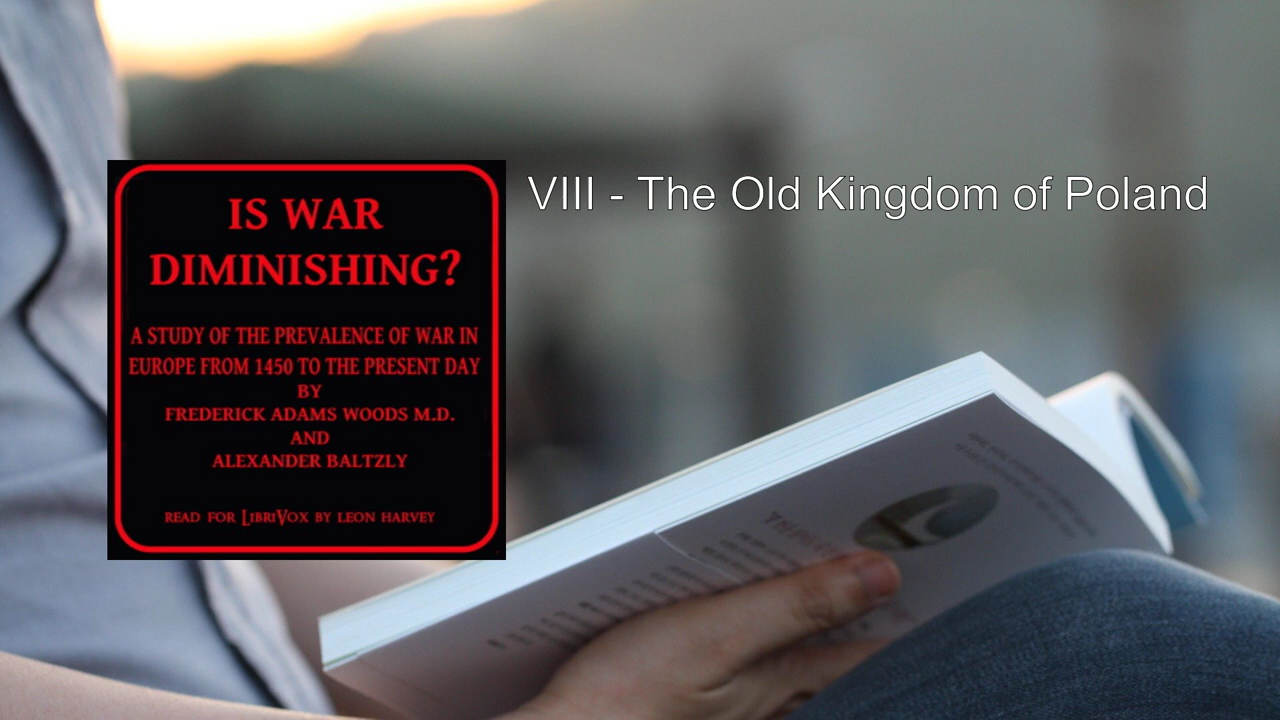 IS WAR
DIMINISHING?
A STUDY OF THE PREVALENCE OF WAR IN
EUROPE FROM 1450 TO THE PRESENT DAY
BY
FREDERICK ADAMS WOODS M.D.
AND
ALEXANDER BALTZLY
READ FOR LIBRIVOX BY LEON HARVEY
VIII - The Old Kingdom of Poland